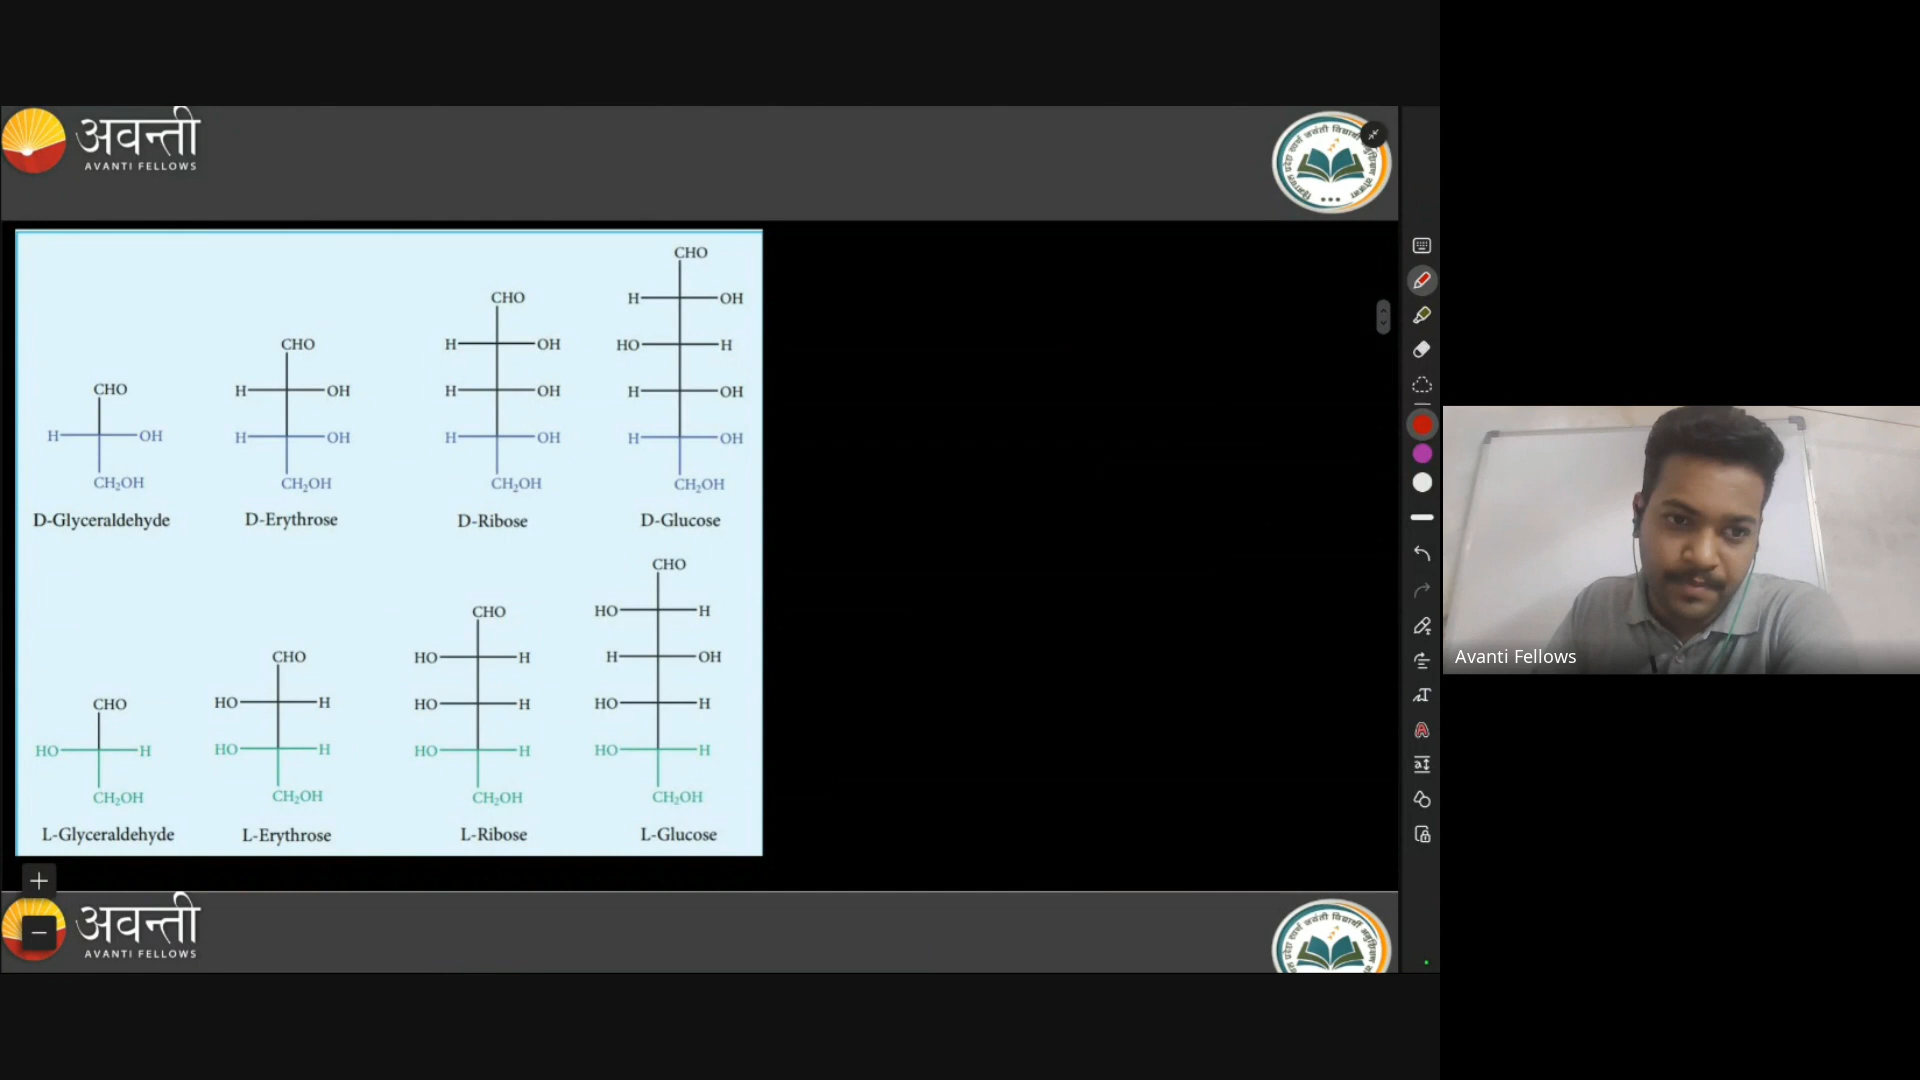 अवन्ती
AVANTI FELLOWS
CHO
H OH
CH₂OH
D-Glyceraldehyde
CHO
H OH
H OH
CH₂OH
D-Erythrose
CHO
H OH
H OH
H OH
CH₂OH
D-Ribose
CHO
H OH
HO H
H OH
H OH
CH₂OH
D-Glucose
CHO
HO H
CH₂OH
L-Glyceraldehyde
CHO
HO H
HO H
CH₂OH
L-Erythrose
CHO
HO H
HO H
HO H
CH₂OH
L-Ribose
CHO
HO H
H OH
HO H
HO H
CH₂OH
L-Glucose
Avanti Fellows
अवन्ती
AVANTI FELLOWS